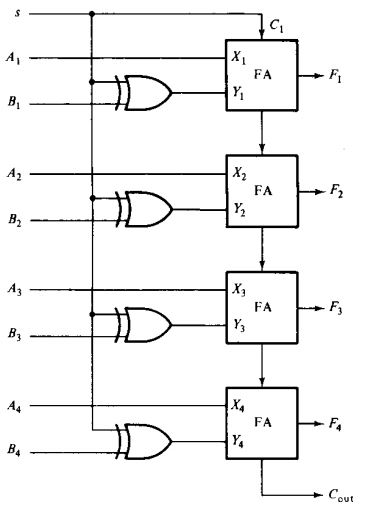 s
C1
A1 X1 FA F1
B1 Y1
A2 X2 FA F2
B2 Y2
A3 X3 FA F3
B3 Y3
A4 X4 FA F4
B4 Y4
Cout